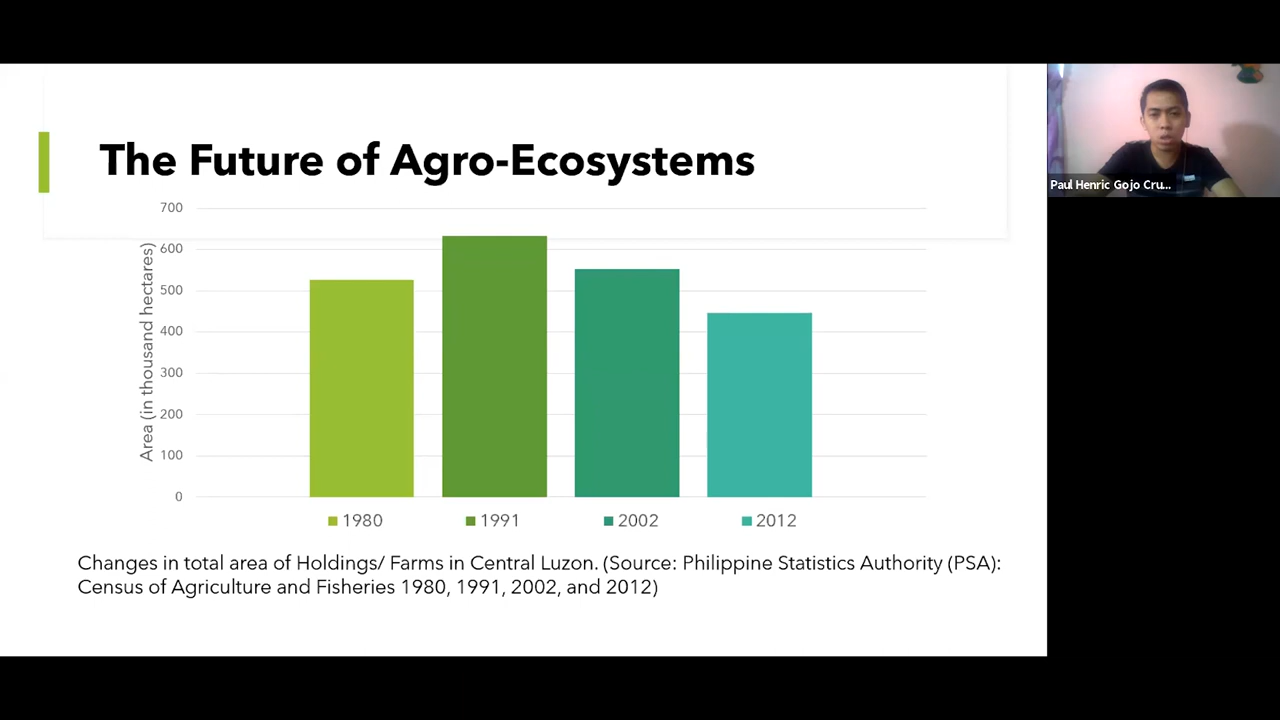 The Future of Agro-Ecosystems
Paul Henric Gojo Cru...
Area (in thousand hectares)
700
600
500
400
300
200
100
0
1980 1991 2002 2012
Changes in total area of Holdings/ Farms in Central Luzon. (Source: Philippine Statistics Authority (PSA):
Census of Agriculture and Fisheries 1980, 1991, 2002, and 2012)